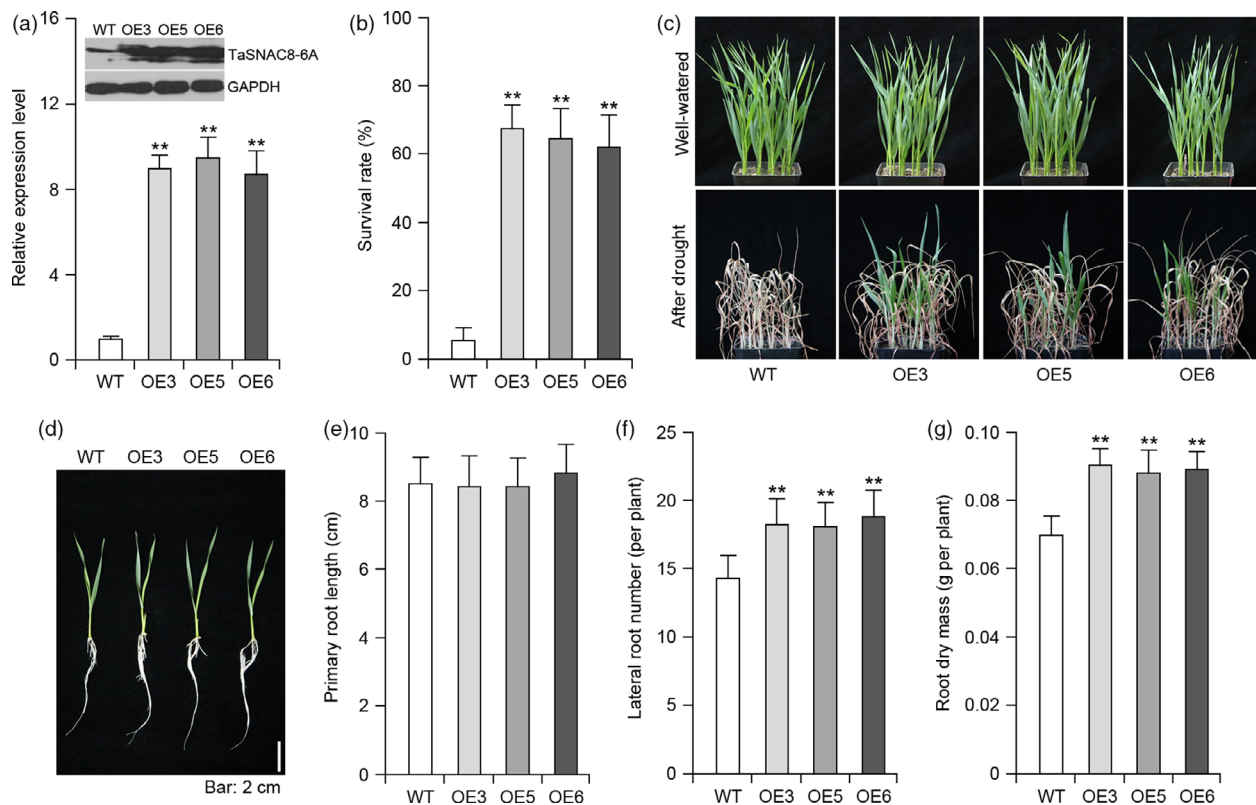 (a)
16
12
8
4
0
Relative expression level
WT OE3 OE5 OE6
TaSNAC8-6A
GAPDH
** ** **
WT OE3 OE5 OE6
(b)
100
80
60
40
20
0
Survival rate (%)
** ** **
WT OE3 OE5 OE6
(c)
Well-watered
After drought
WT OE3 OE5 OE6
(d)
WT OE3 OE5 OE6
Bar: 2 cm
(e)
10
8
6
4
2
0
Primary root length (cm)
WT OE3 OE5 OE6
(f)
25
20
15
10
5
0
Lateral root number (per plant)
** ** **
WT OE3 OE5 OE6
(g)
0.10
0.08
0.06
0.04
0.02
0
Root dry mass (g per plant)
** ** **
WT OE3 OE5 OE6